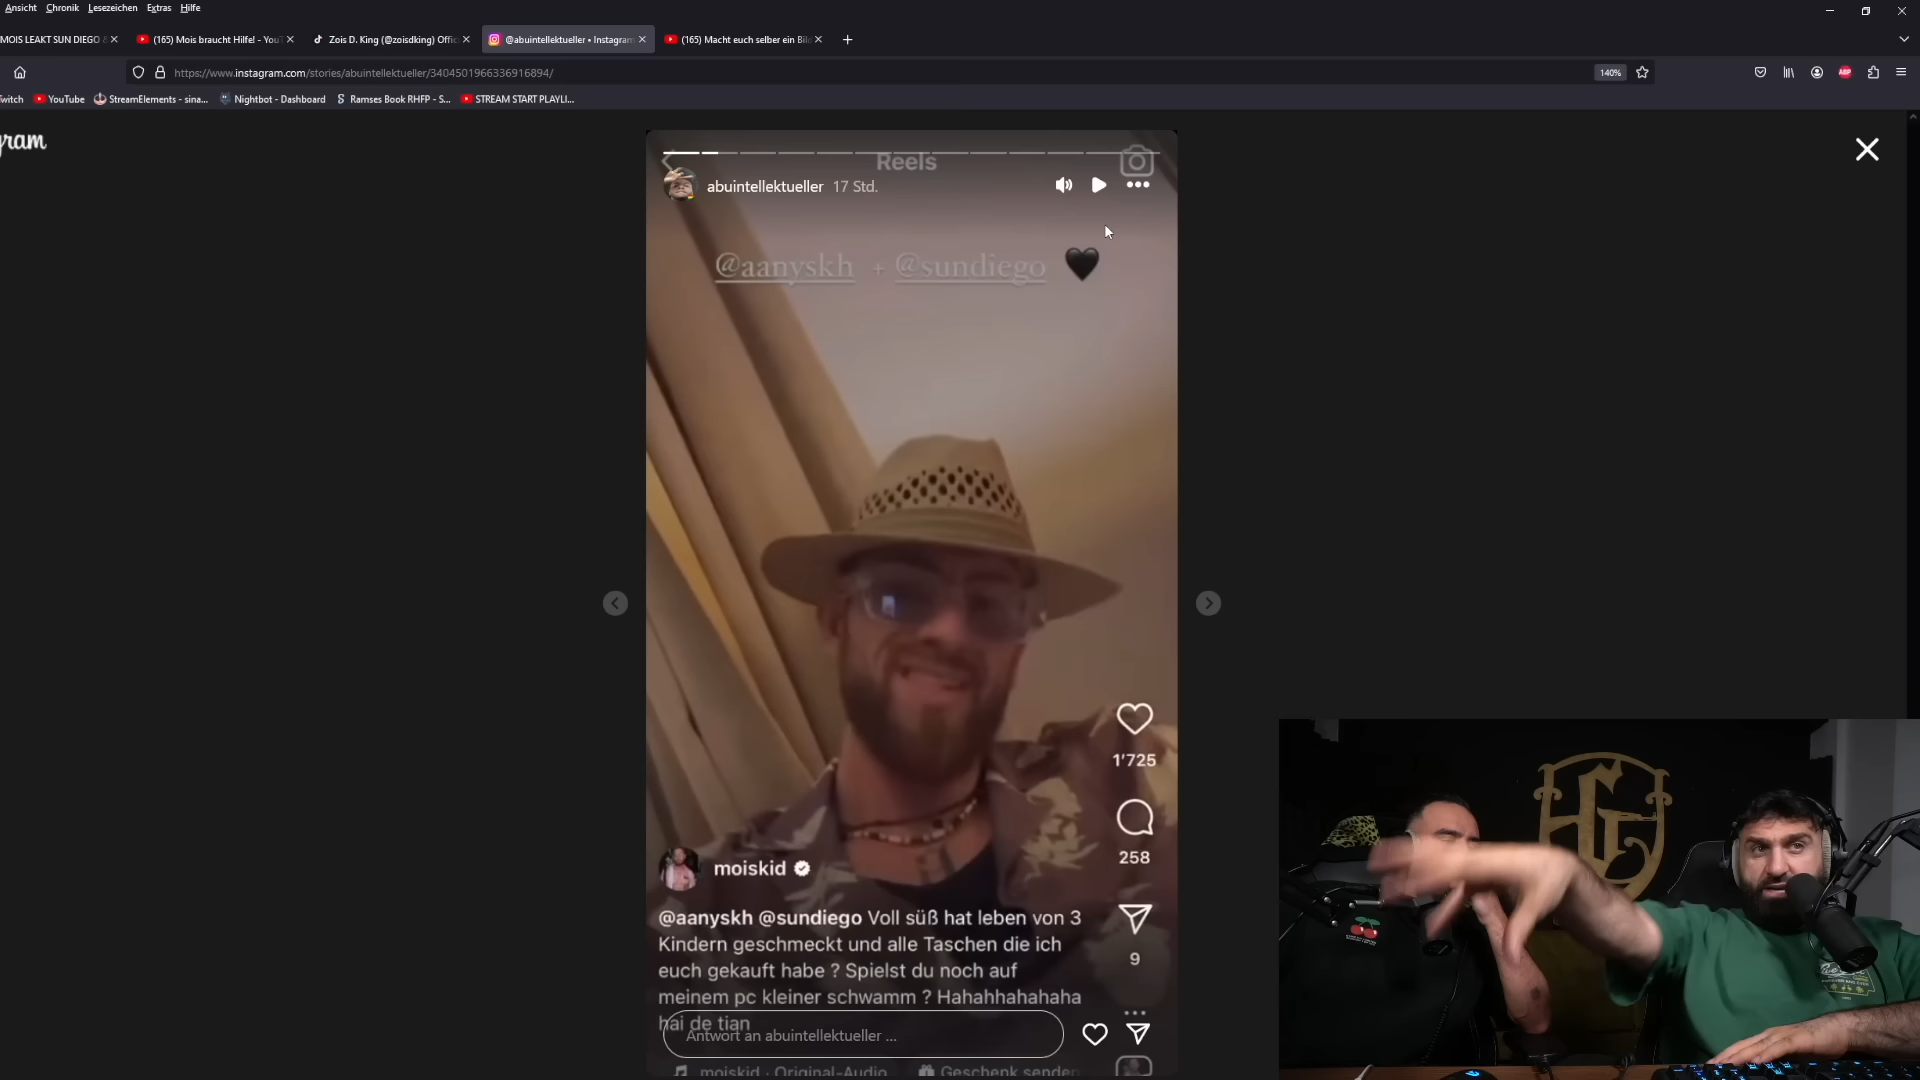 Ansicht Chronik Lesezeichen Extras Hilfe
MOIS LEAKT SUN DIEGO
(165) Mois braucht Hilfe! - You
Zois D. King (@zoisdking) Offic
@abuintellektueller • Instagram
(165) Macht euch selber ein Bil
https://www.instagram.com/stories/abuintellektueller/3404501966336916894/
140%
ABP
witch
YouTube
StreamElements - sina...
Nightbot - Dashboard
Ramses Book RHFP - S...
STREAM START PLAYLI...
gram
Reels
abuintellektueller 17 Std.
@aanyskh + @sundiego
1'725
258
moiskid
@aanyskh @sundiego Voll süß hat leben von 3
Kindern geschmeckt und alle Taschen die ich
euch gekauft habe ? Spielst du noch auf
meinem pc kleiner schwamm ? Hahahhahahaha
hai de tian
9
Antwort an abuintellektueller ...
moiskid · Original-Audio
Geschenk senden